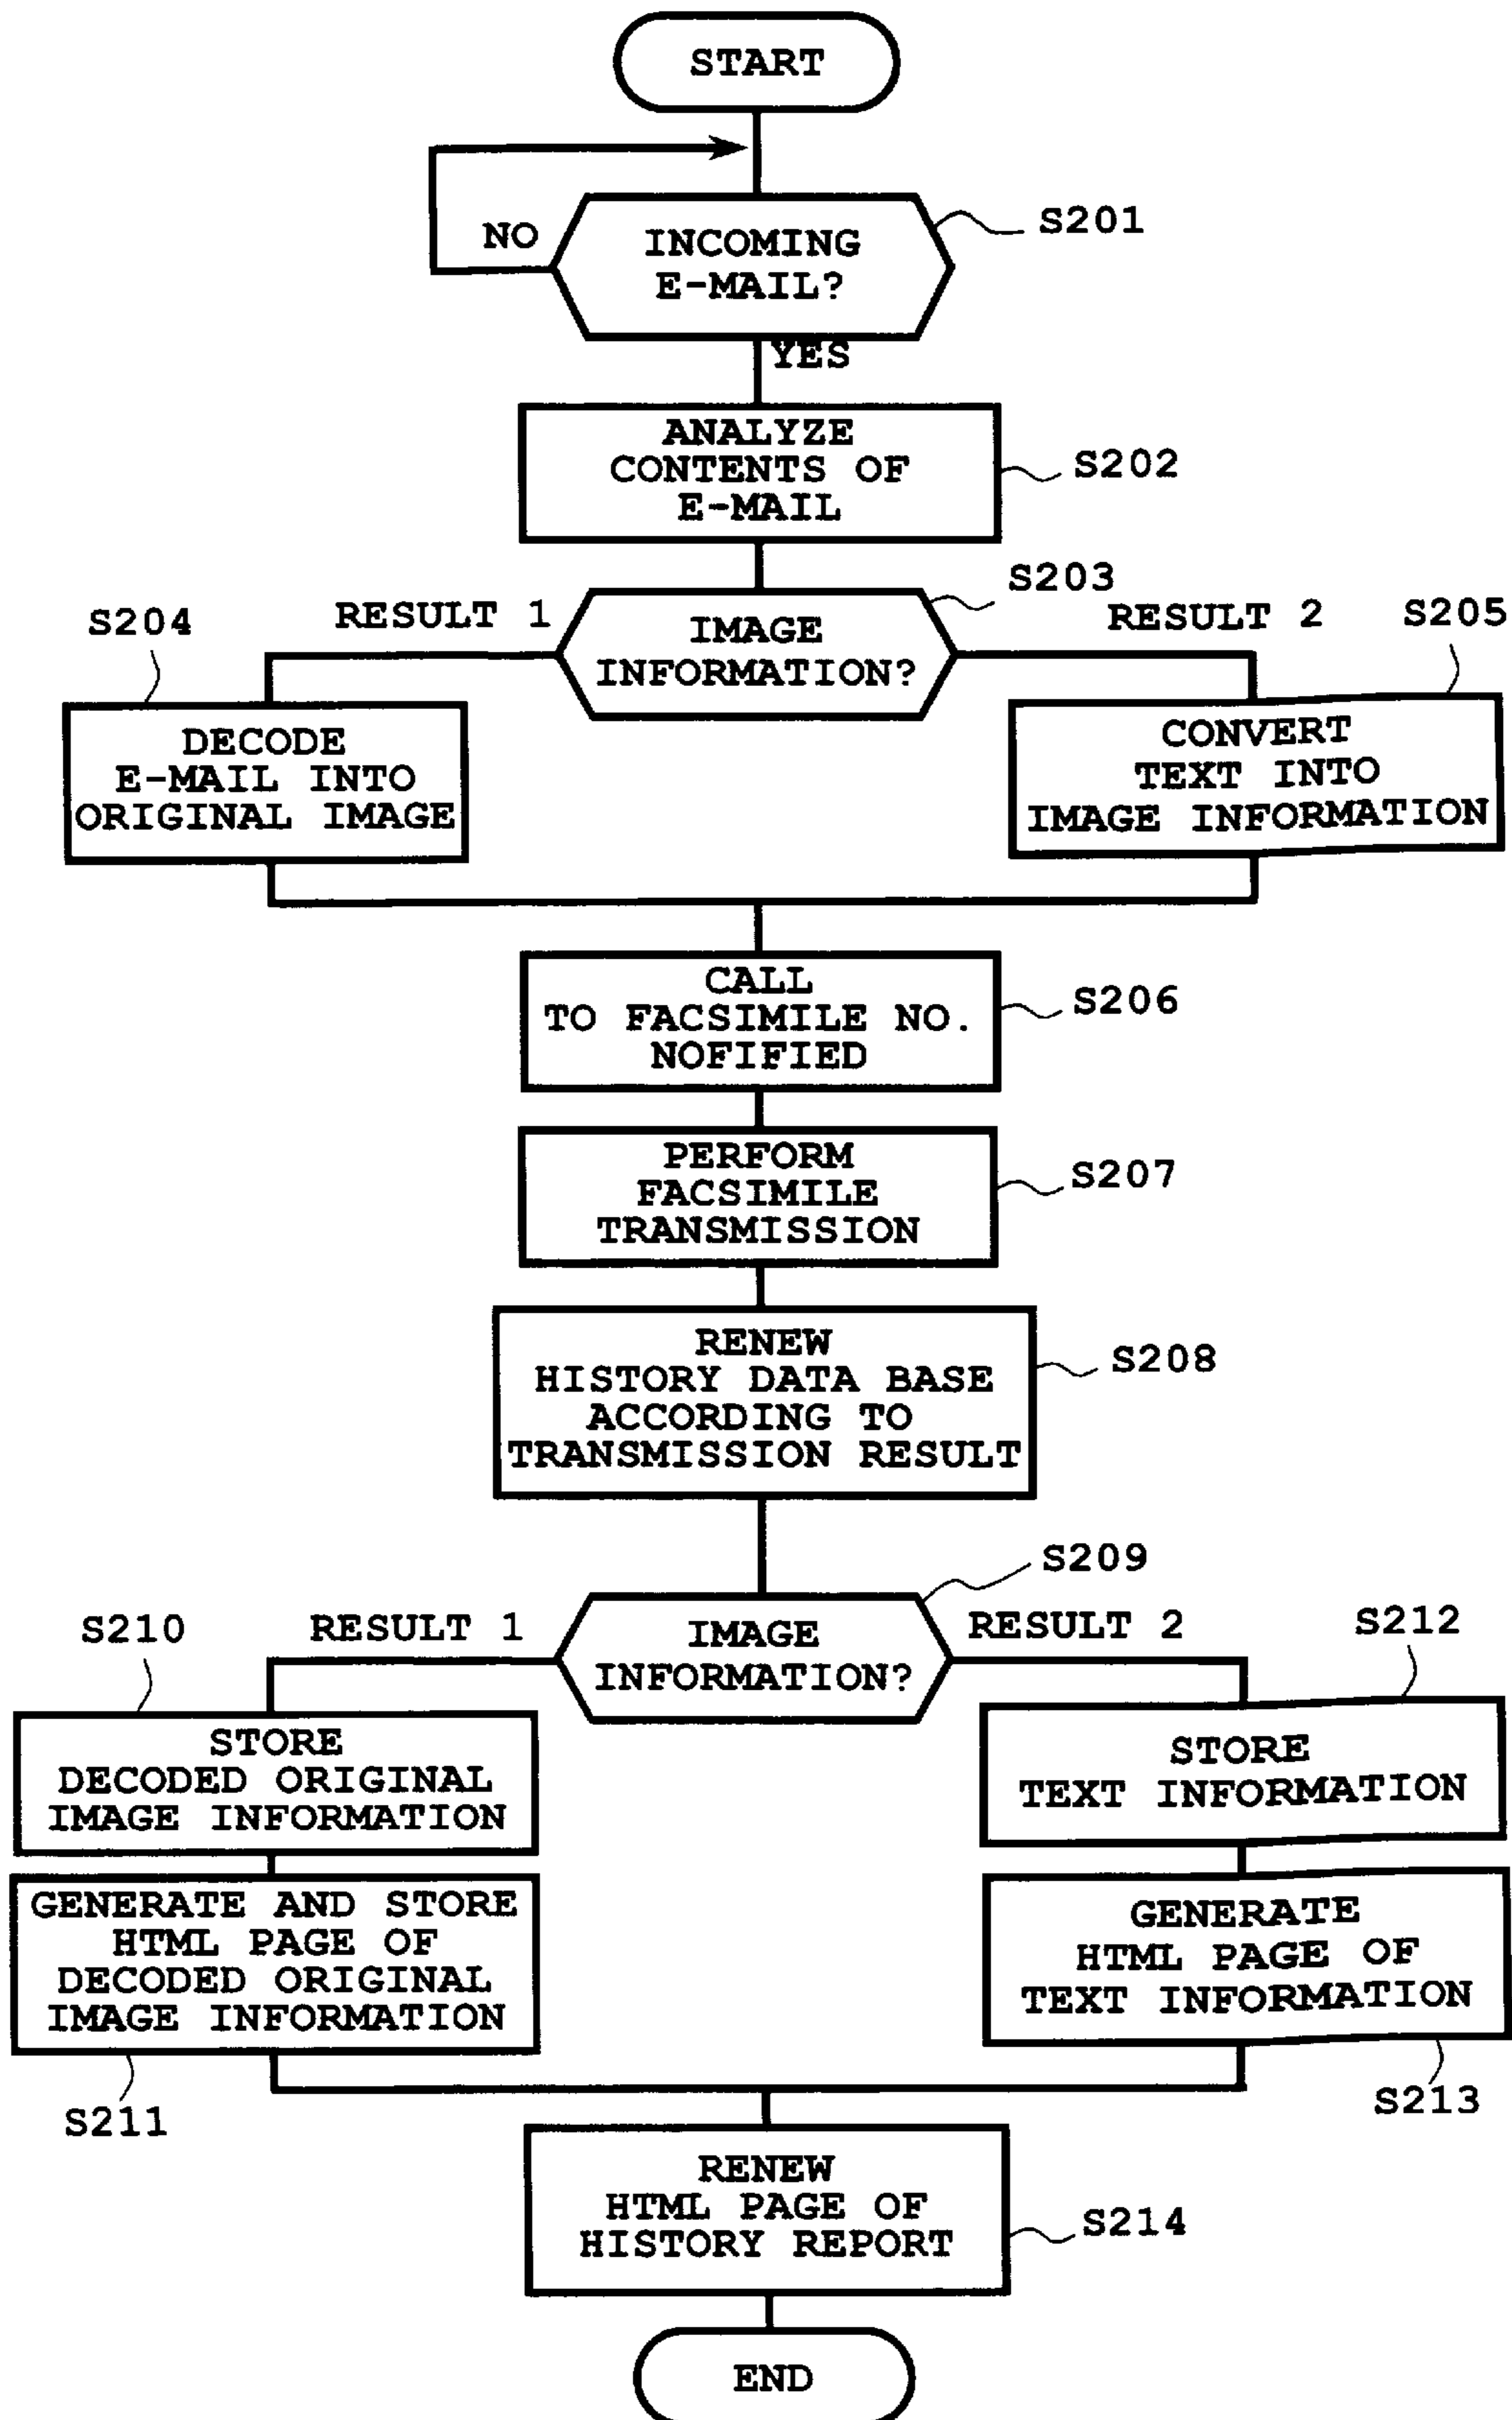 START
NO
INCOMING
E-MAIL?
S201
YES
ANALYZE
CONTENTS OF
E-MAIL
S202
S203
S204
RESULT 1
IMAGE
INFORMATION?
RESULT 2
S205
DECODE
E-MAIL INTO
ORIGINAL IMAGE
CONVERT
TEXT INTO
IMAGE INFORMATION
CALL
TO FACSIMILE NO.
NOFIFIED
S206
PERFORM
FACSIMILE
TRANSMISSION
S207
RENEW
HISTORY DATA BASE
ACCORDING TO
TRANSMISSION RESULT
S208
S209
S210
RESULT 1
IMAGE
INFORMATION?
RESULT 2
S212
STORE
DECODED ORIGINAL
IMAGE INFORMATION
STORE
TEXT INFORMATION
GENERATE AND STORE
HTML PAGE OF
DECODED ORIGINAL
IMAGE INFORMATION
GENERATE
HTML PAGE OF
TEXT INFORMATION
S211
S213
RENEW
HTML PAGE OF
HISTORY REPORT
S214
END